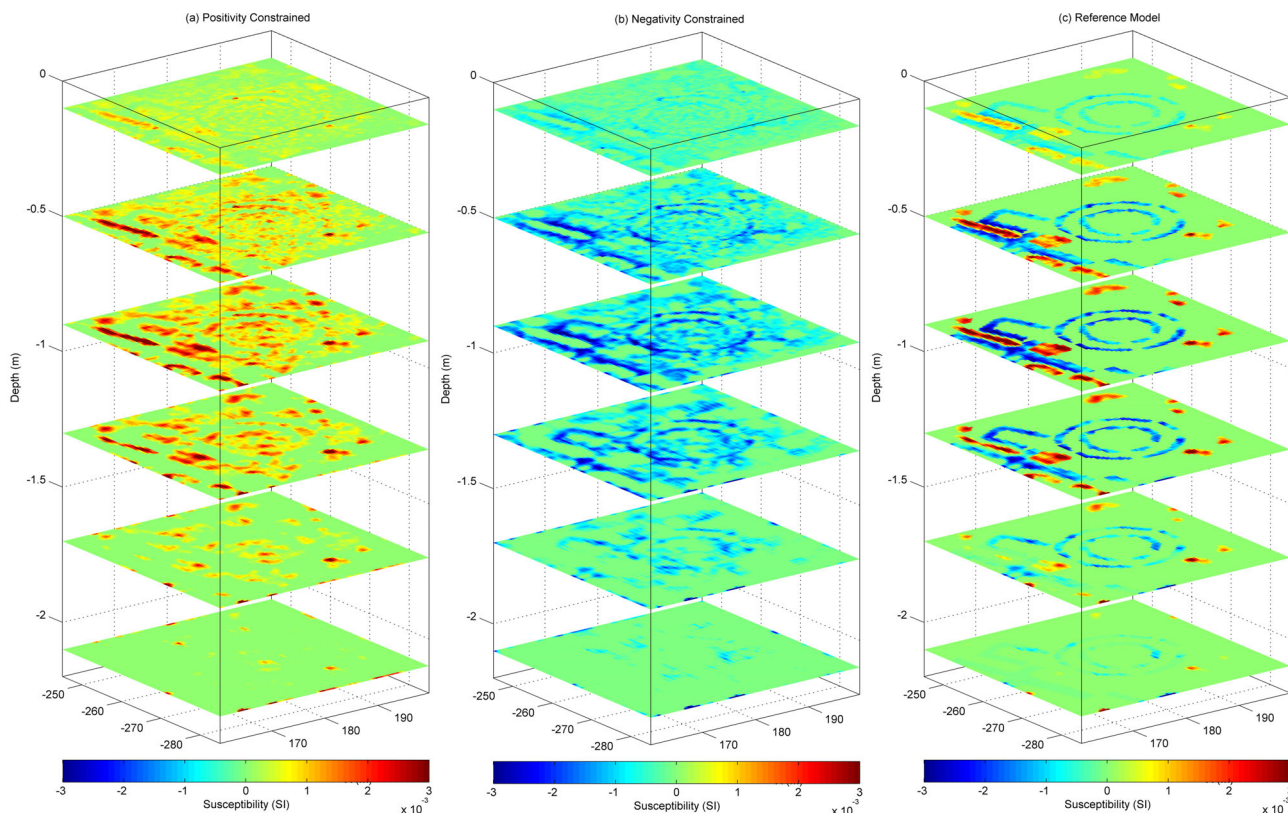 (a) Positivity Constrained
(b) Negativity Constrained
(c) Reference Model
0
-0.5
-1
-1.5
-2
Depth (m)
-250
-260
-270
-280
170
180
190
0
-0.5
-1
-1.5
-2
Depth (m)
-250
-260
-270
-280
170
180
190
0
-0.5
-1
-1.5
-2
Depth (m)
-250
-260
-270
-280
170
180
190
-3 -2 -1 0 1 2 3
Susceptibility (SI)
x 10-3
-3 -2 -1 0 1 2 3
Susceptibility (SI)
x 10-3
-3 -2 -1 0 1 2 3
Susceptibility (SI)
x 10